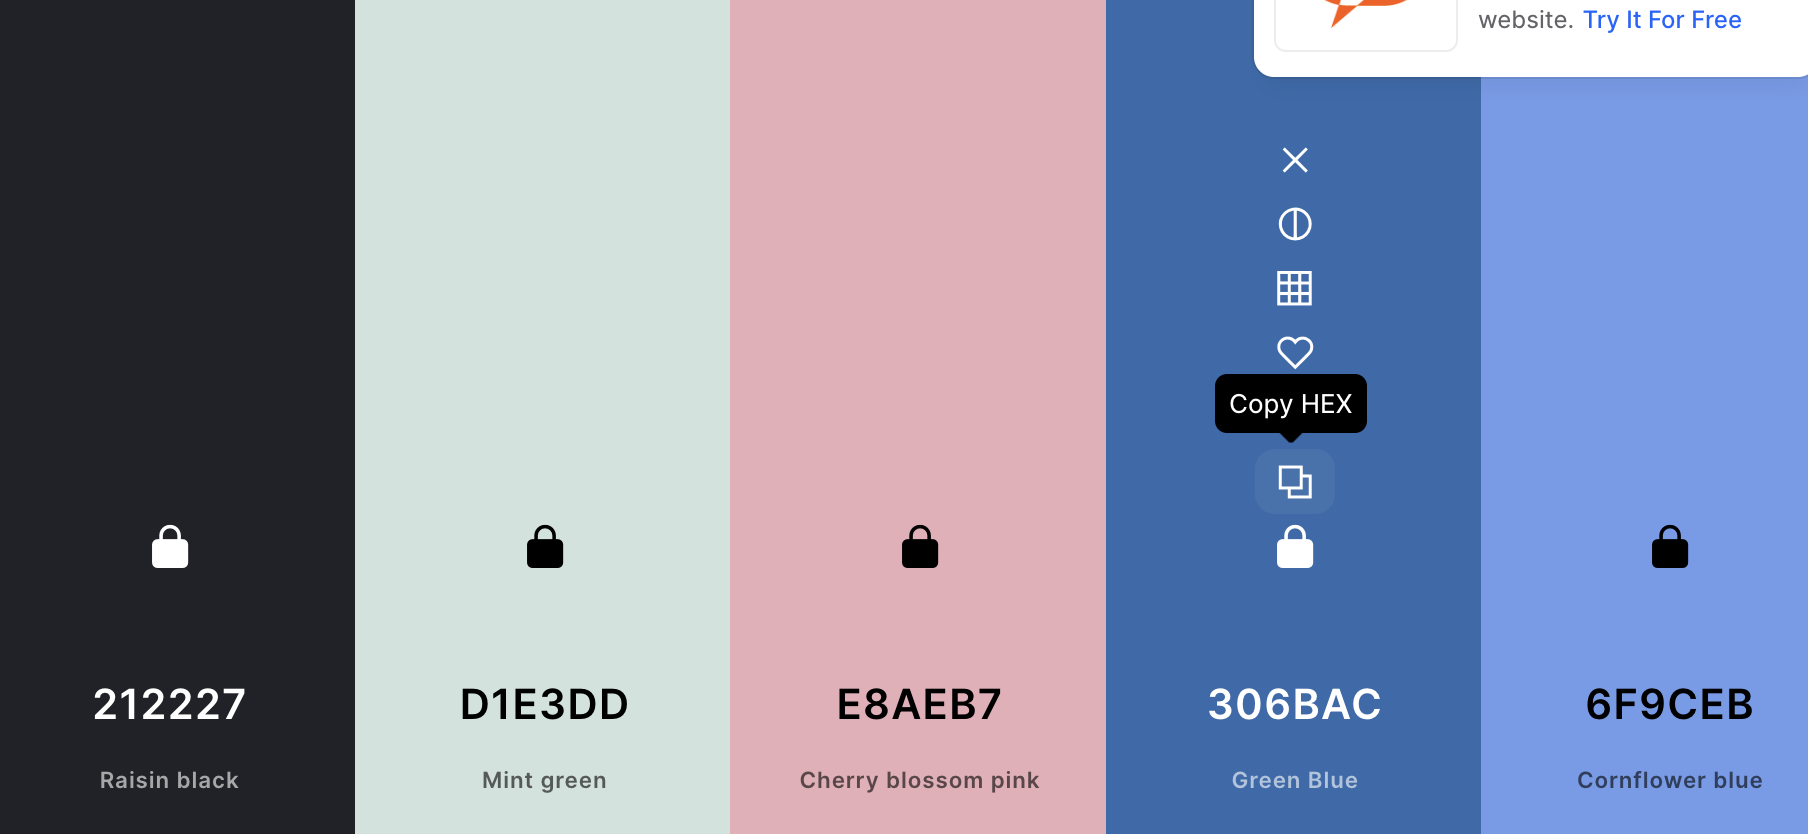 website. Try It For Free
Copy HEX
212227
D1E3DD
E8AEB7
306BAC
6F9CEB
Raisin black
Mint green
Cherry blossom pink
Green Blue
Cornflower blue